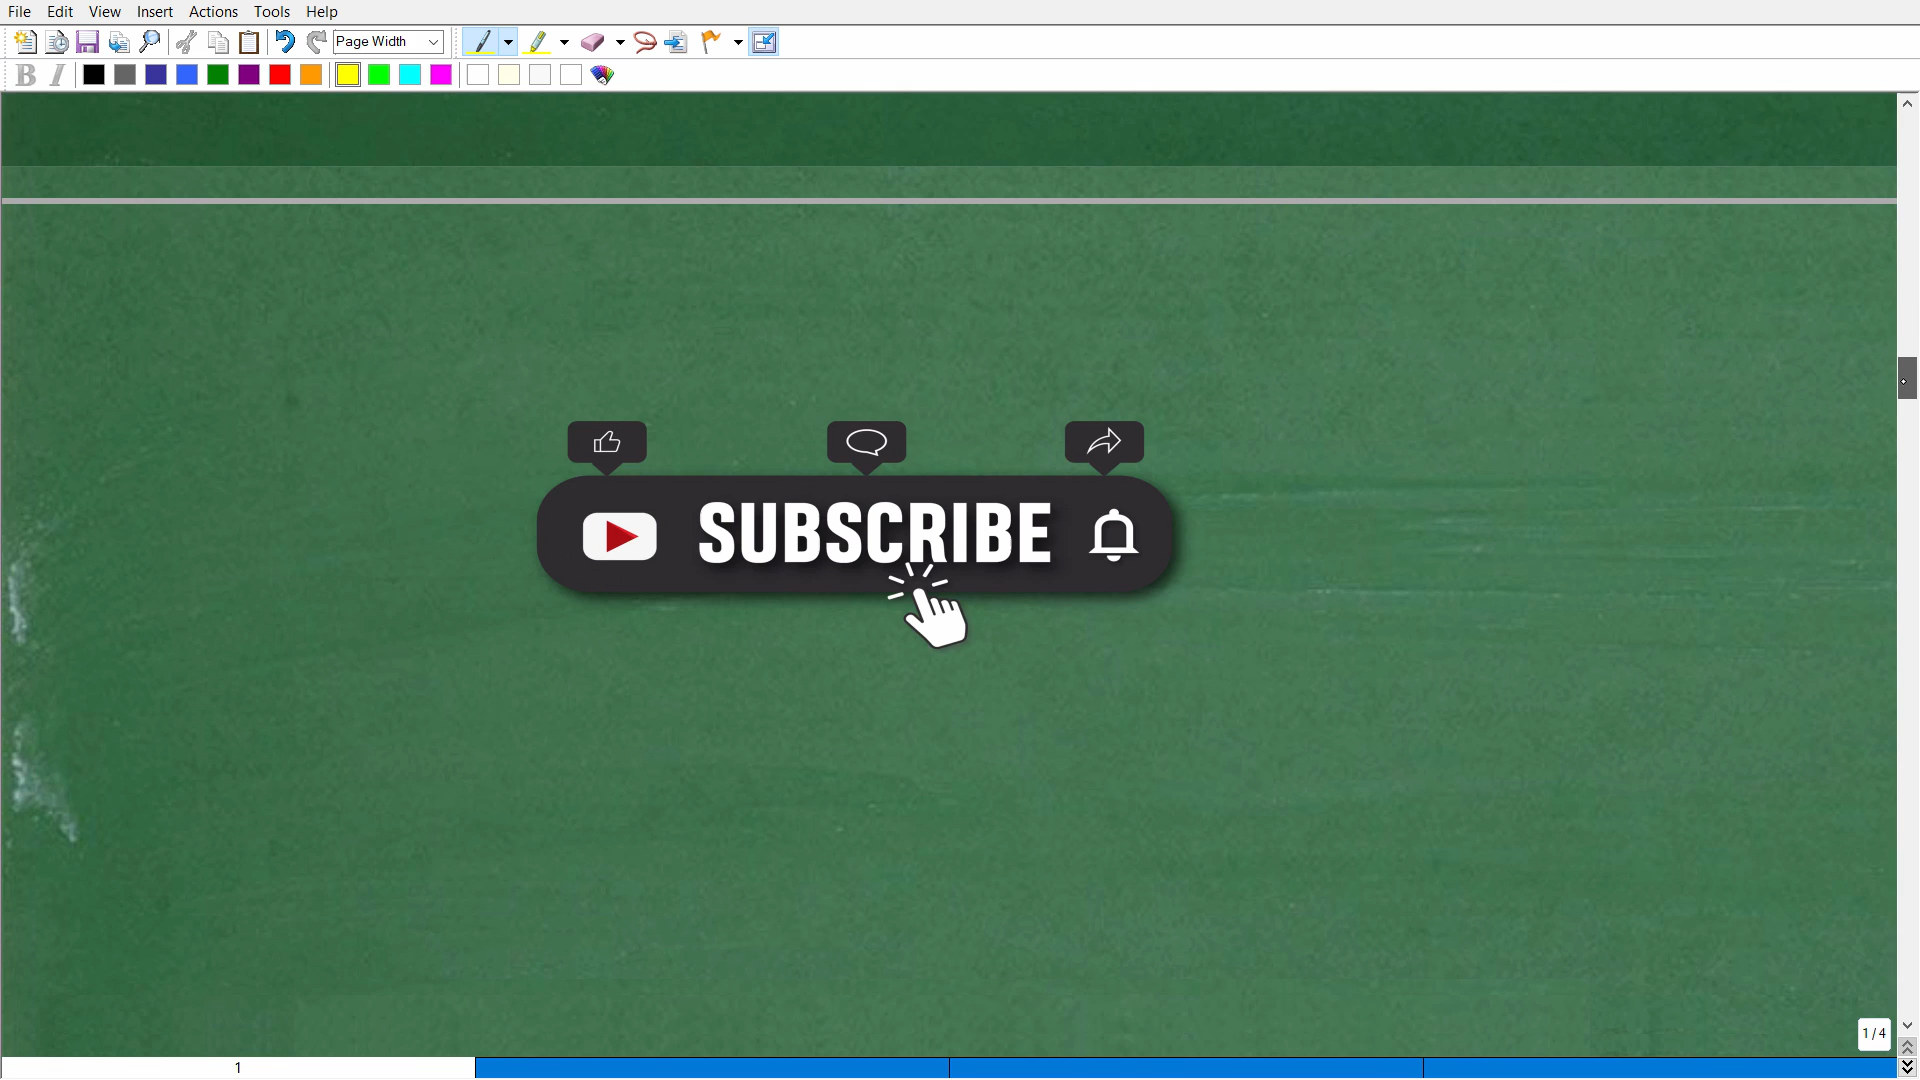 File Edit View Insert Actions Tools Help
Page Width
B I
SUBSCRIBE
1 / 4
1